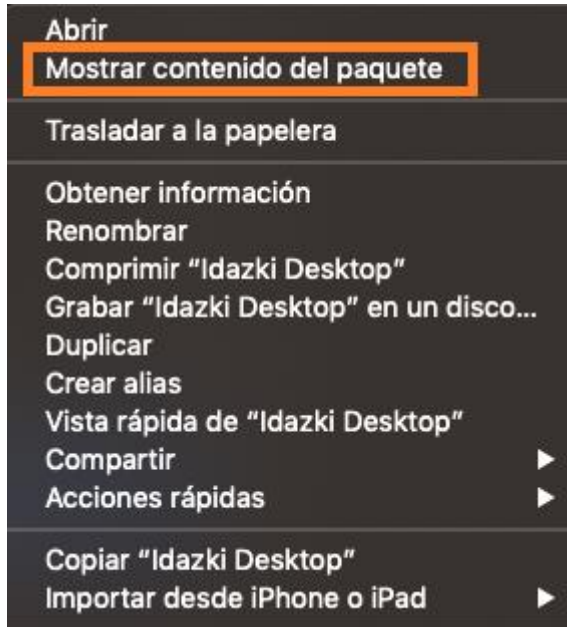 Abrir
Mostrar contenido del paquete
Trasladar a la papelera
Obtener información
Renombrar
Comprimir “Idazki Desktop”
Grabar “Idazki Desktop” en un disco...
Duplicar
Crear alias
Vista rápida de “Idazki Desktop”
Compartir
Acciones rápidas
Copiar “Idazki Desktop”
Importar desde iPhone o iPad